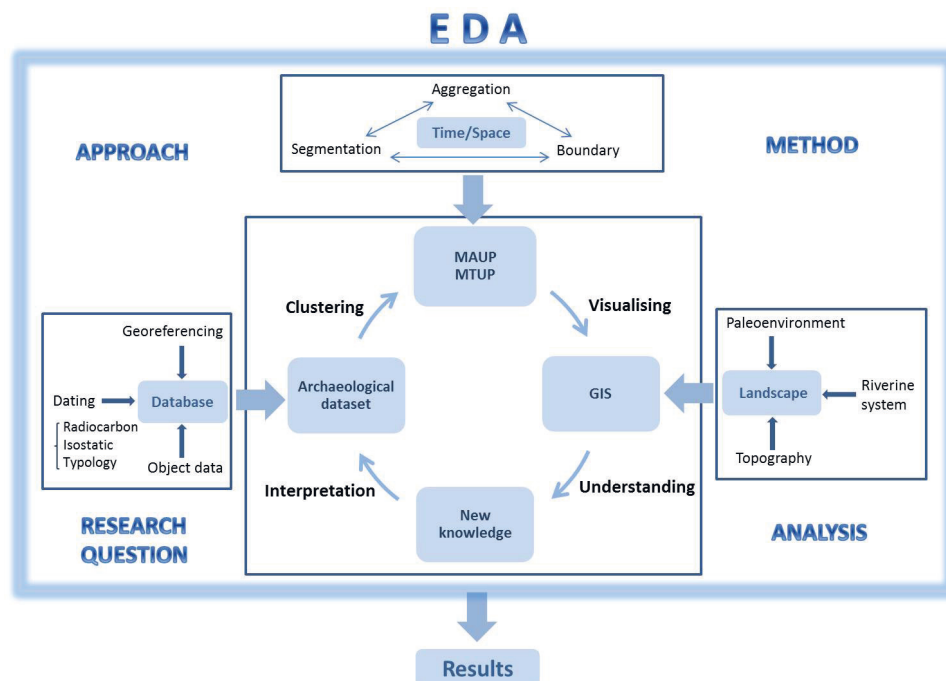 EDA
APPROACH
METHOD
Aggregation
Time/Space
Segmentation
Boundary
MAUP
MTUP
Clustering
Visualising
Georeferencing
Dating
Database
Radiocarbon
Isostatic
Typology
Object data
Archaeological
dataset
GIS
Paleoenvironment
Landscape
Riverine
system
Topography
Interpretation
Understanding
New
knowledge
RESEARCH
QUESTION
ANALYSIS
Results